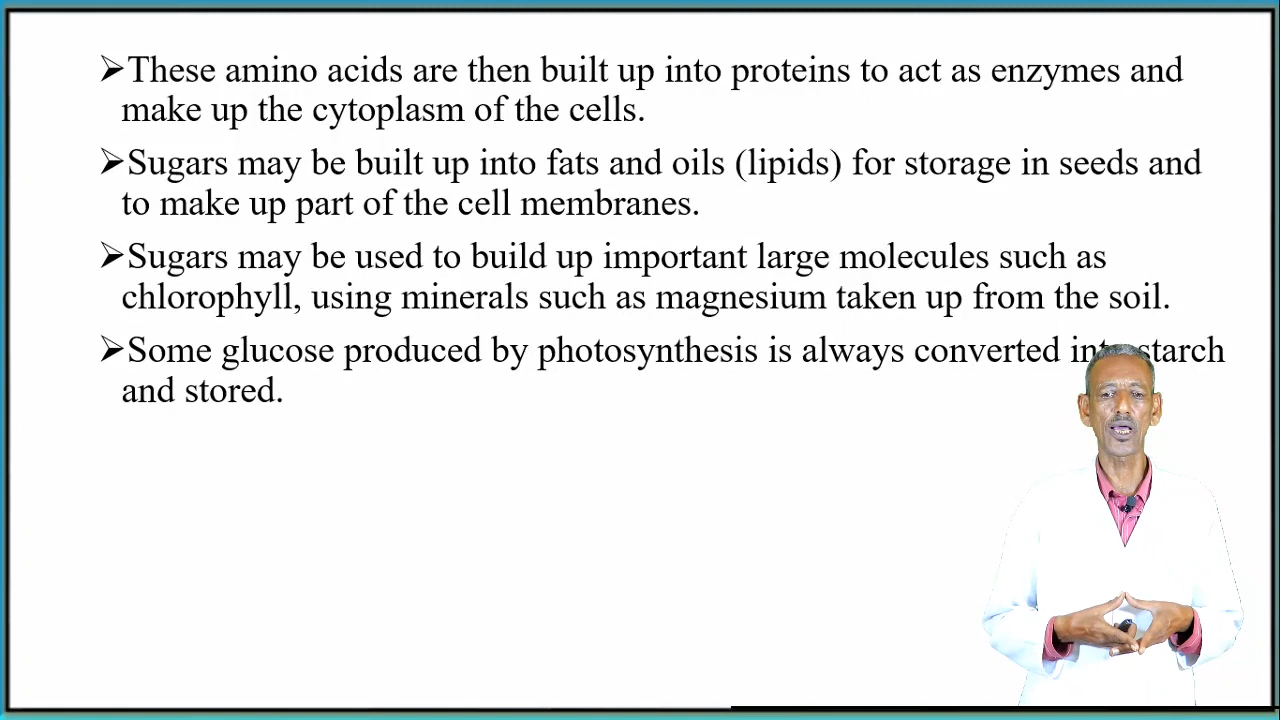 ➢These amino acids are then built up into proteins to act as enzymes and
make up the cytoplasm of the cells.
➢Sugars may be built up into fats and oils (lipids) for storage in seeds and
to make up part of the cell membranes.
➢Sugars may be used to build up important large molecules such as
chlorophyll, using minerals such as magnesium taken up from the soil.
➢Some glucose produced by photosynthesis is always converted into starch
and stored.